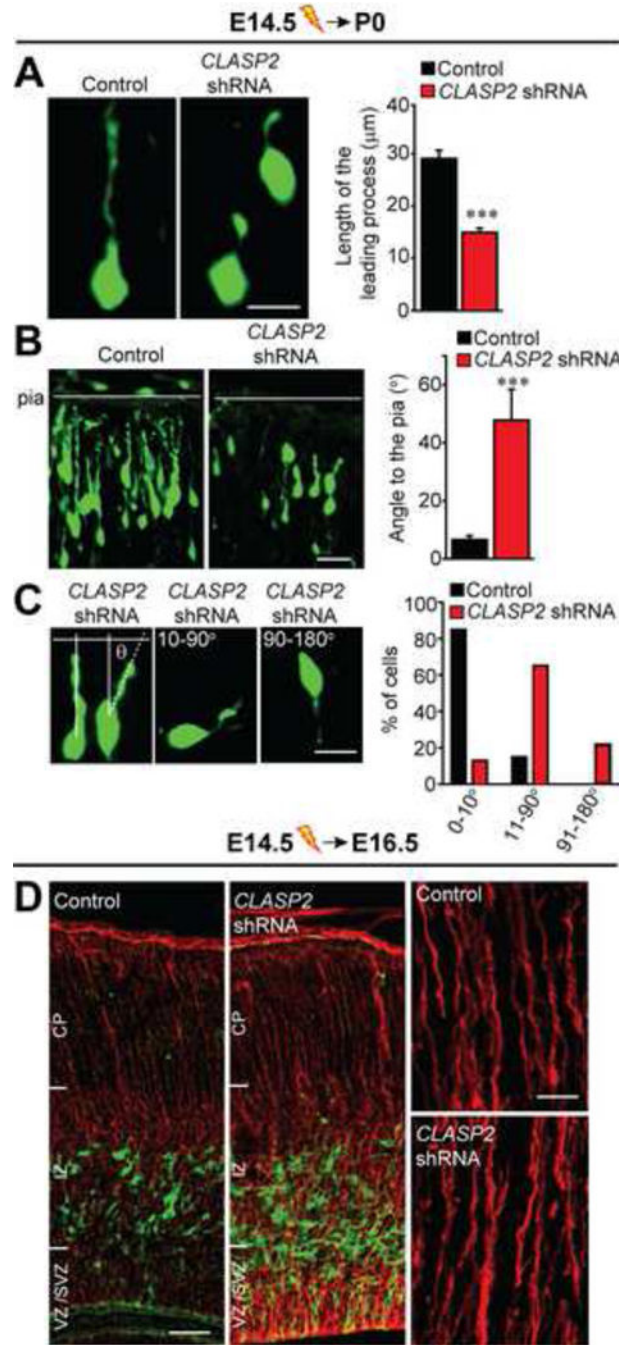 E14.5 → P0
A
Control
CLASP2
shRNA
Control
CLASP2 shRNA
Length of the
leading process (µm)
40
30
20
10
0
***
B
Control
CLASP2
shRNA
pia
Control
CLASP2 shRNA
Angle to the pia (°)
60
40
20
0
***
C
CLASP2
shRNA
CLASP2
shRNA
CLASP2
shRNA
θ
10-90°
90-180°
Control
CLASP2 shRNA
% of cells
100
80
60
40
20
0
0-10°
11-90°
91-180°
E14.5 → E16.5
D
Control
CLASP2
shRNA
Control
CLASP2
shRNA
CP
IZ
VZ/SVZ
CP
IZ
VZ/SVZ